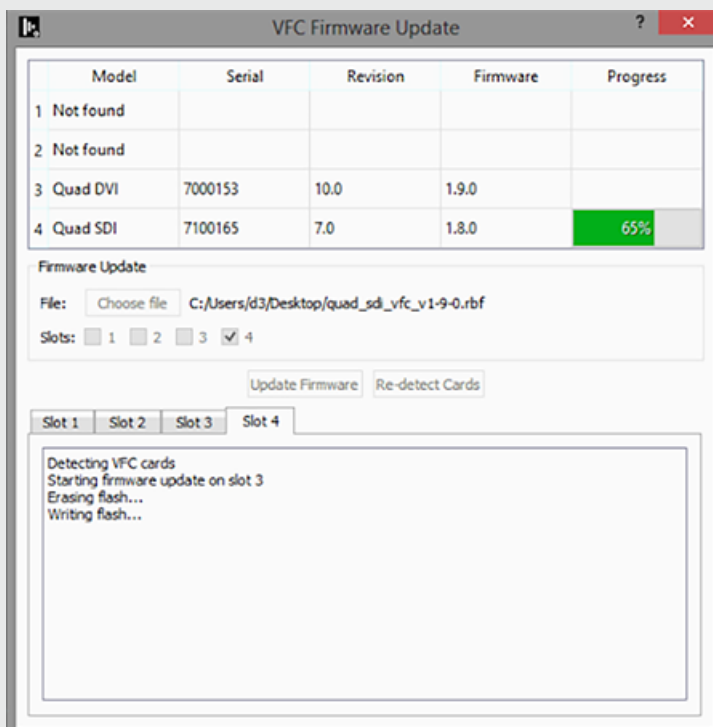 VFC Firmware Update ? ×
Model Serial Revision Firmware Progress
1 Not found
2 Not found
3 Quad DVI 7000153 10.0 1.9.0
4 Quad SDI 7100165 7.0 1.8.0 65%
Firmware Update
File: Choose file C:/Users/d3/Desktop/quad_sdi_vfc_v1-9-0.rbf
Slots: 1 2 3 4
Update Firmware Re-detect Cards
Slot 1 Slot 2 Slot 3 Slot 4
Detecting VFC cards
Starting firmware update on slot 3
Erasing flash...
Writing flash...